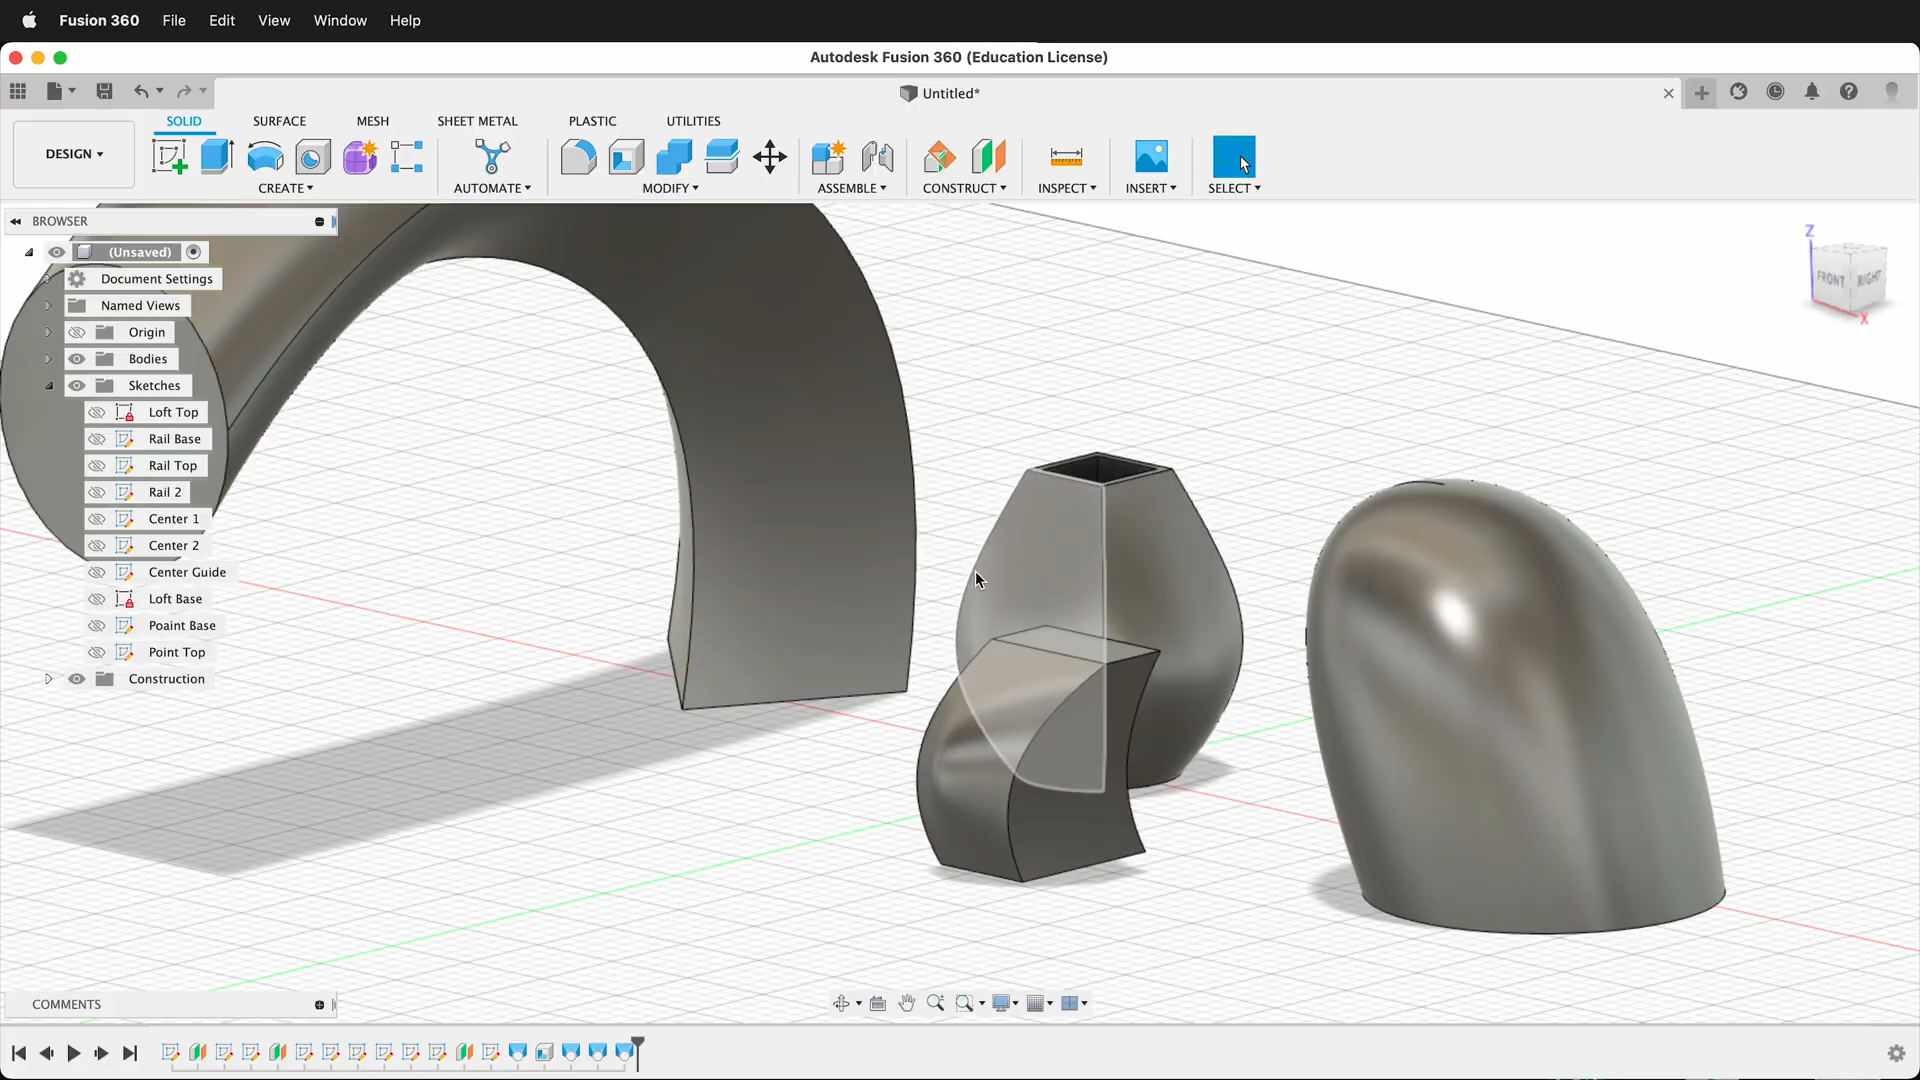 Fusion 360 File Edit View Window Help
Autodesk Fusion 360 (Education License)
Untitled*
SOLID SURFACE MESH SHEET METAL PLASTIC UTILITIES
DESIGN
CREATE AUTOMATE MODIFY ASSEMBLE CONSTRUCT INSPECT INSERT SELECT
BROWSER
(Unsaved)
Document Settings
Named Views
Origin
Bodies
Sketches
Loft Top
Rail Base
Rail Top
Rail 2
Center 1
Center 2
Center Guide
Loft Base
Poaint Base
Point Top
Construction
Z
FRONT RIGHT
X
COMMENTS